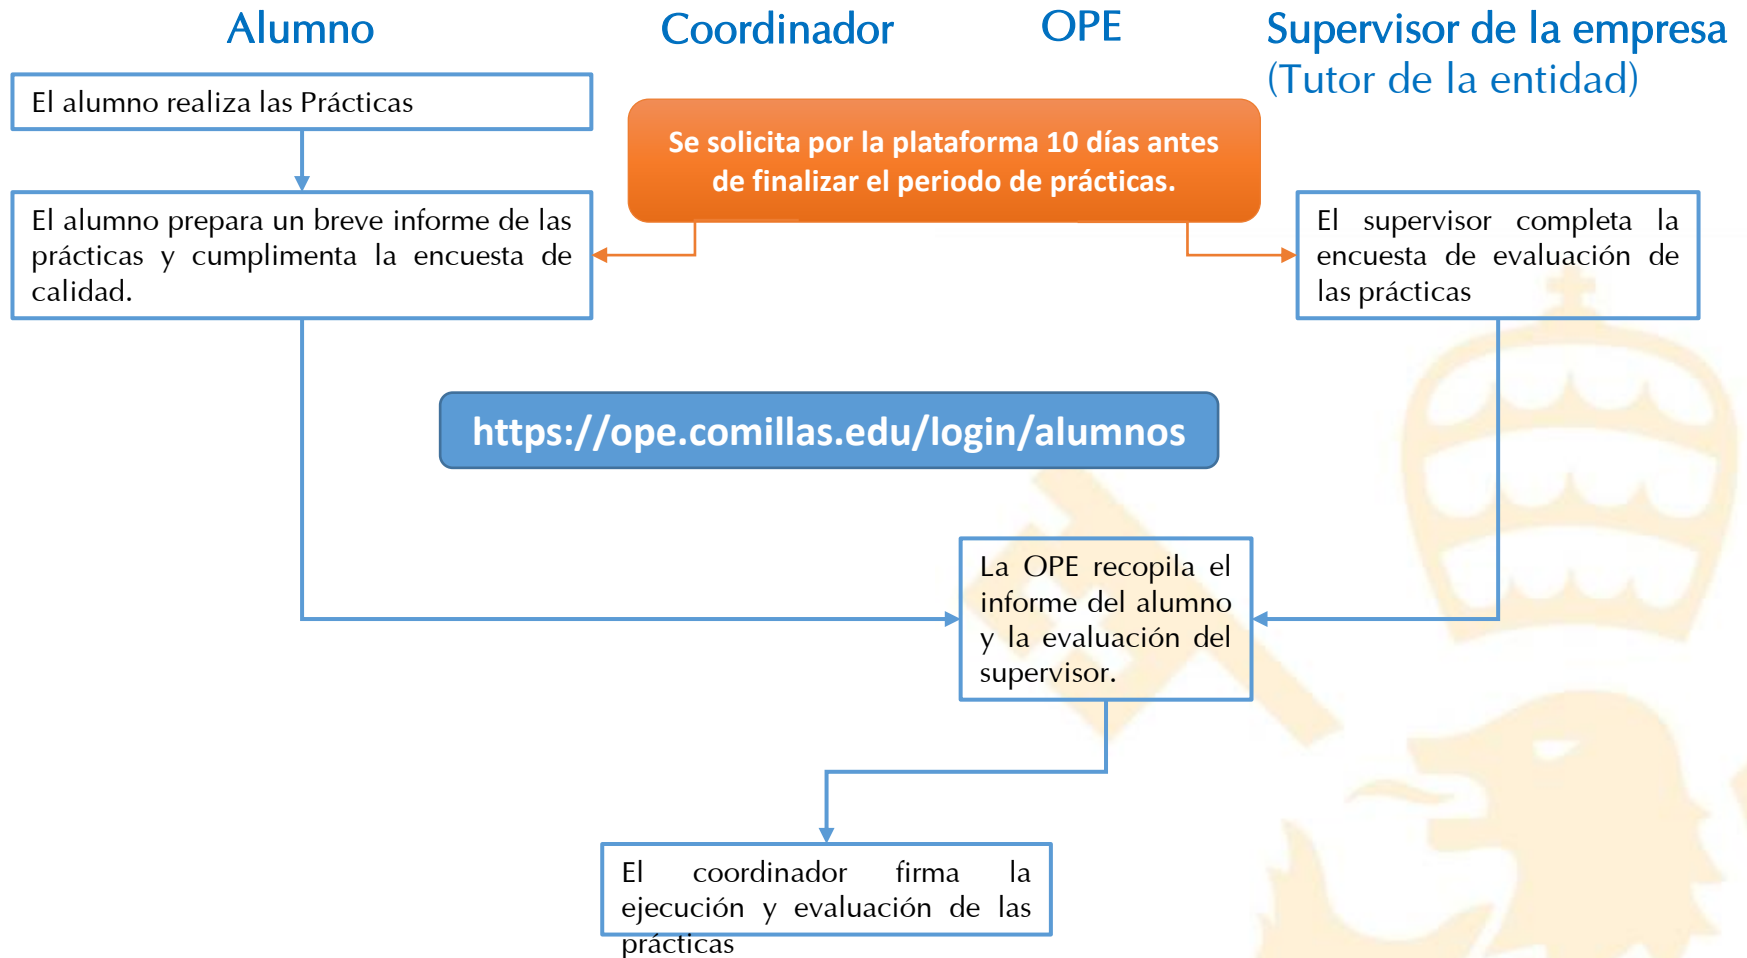 Alumno
Coordinador
OPE
Supervisor de la empresa
(Tutor de la entidad)
El alumno realiza las Prácticas
Se solicita por la plataforma 10 días antes
de finalizar el periodo de prácticas.
El alumno prepara un breve informe de las
prácticas y cumplimenta la encuesta de
calidad.
El supervisor completa la
encuesta de evaluación de
las prácticas
https://ope.comillas.edu/login/alumnos
La OPE recopila el
informe del alumno
y la evaluación del
supervisor.
El coordinador firma la
ejecución y evaluación de las
prácticas